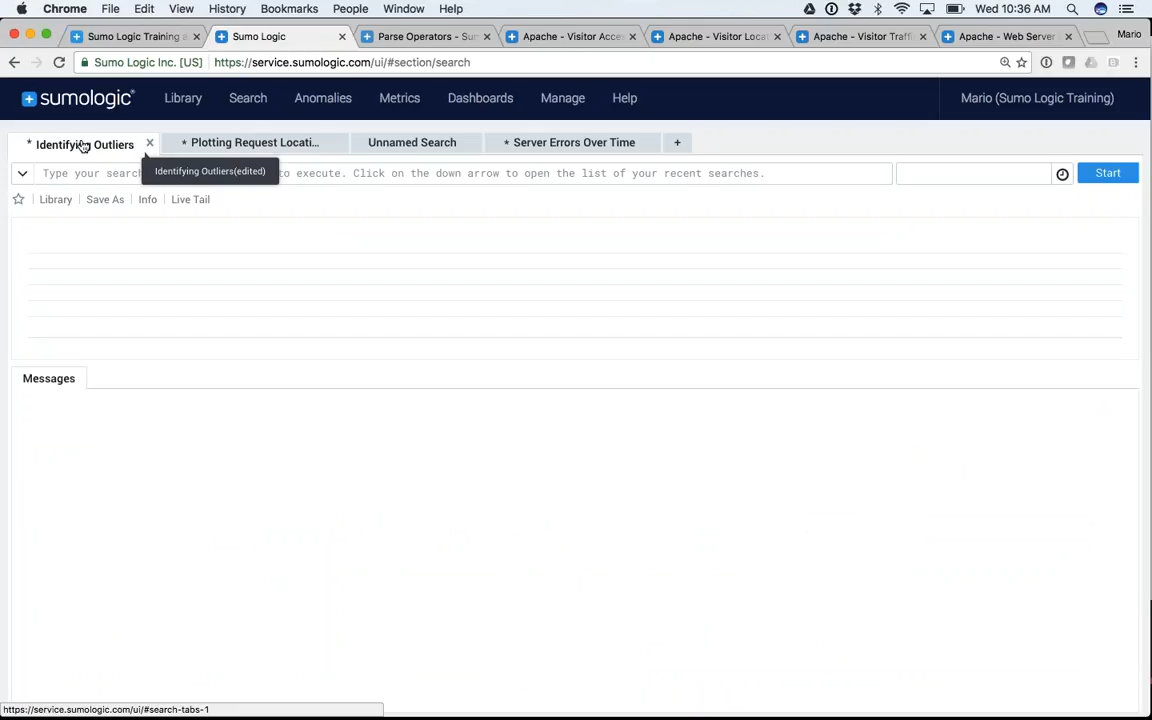 Chrome File Edit View History Bookmarks People Window Help Wed 10:36 AM
Sumo Logic Training a Sumo Logic Parse Operators - Sum Apache - Visitor Acces Apache - Visitor Locat Apache - Visitor Traffi Apache - Web Server Mario
Sumo Logic Inc. [US] https://service.sumologic.com/ui/#section/search
sumologic Library Search Anomalies Metrics Dashboards Manage Help Mario (Sumo Logic Training)
* Identifying Outliers * Plotting Request Locati... Unnamed Search * Server Errors Over Time +
Type your searc to execute. Click on the down arrow to open the list of your recent searches. Start
Identifying Outliers(edited)
Library Save As Info Live Tail
Messages
https://service.sumologic.com/ui/#search-tabs-1